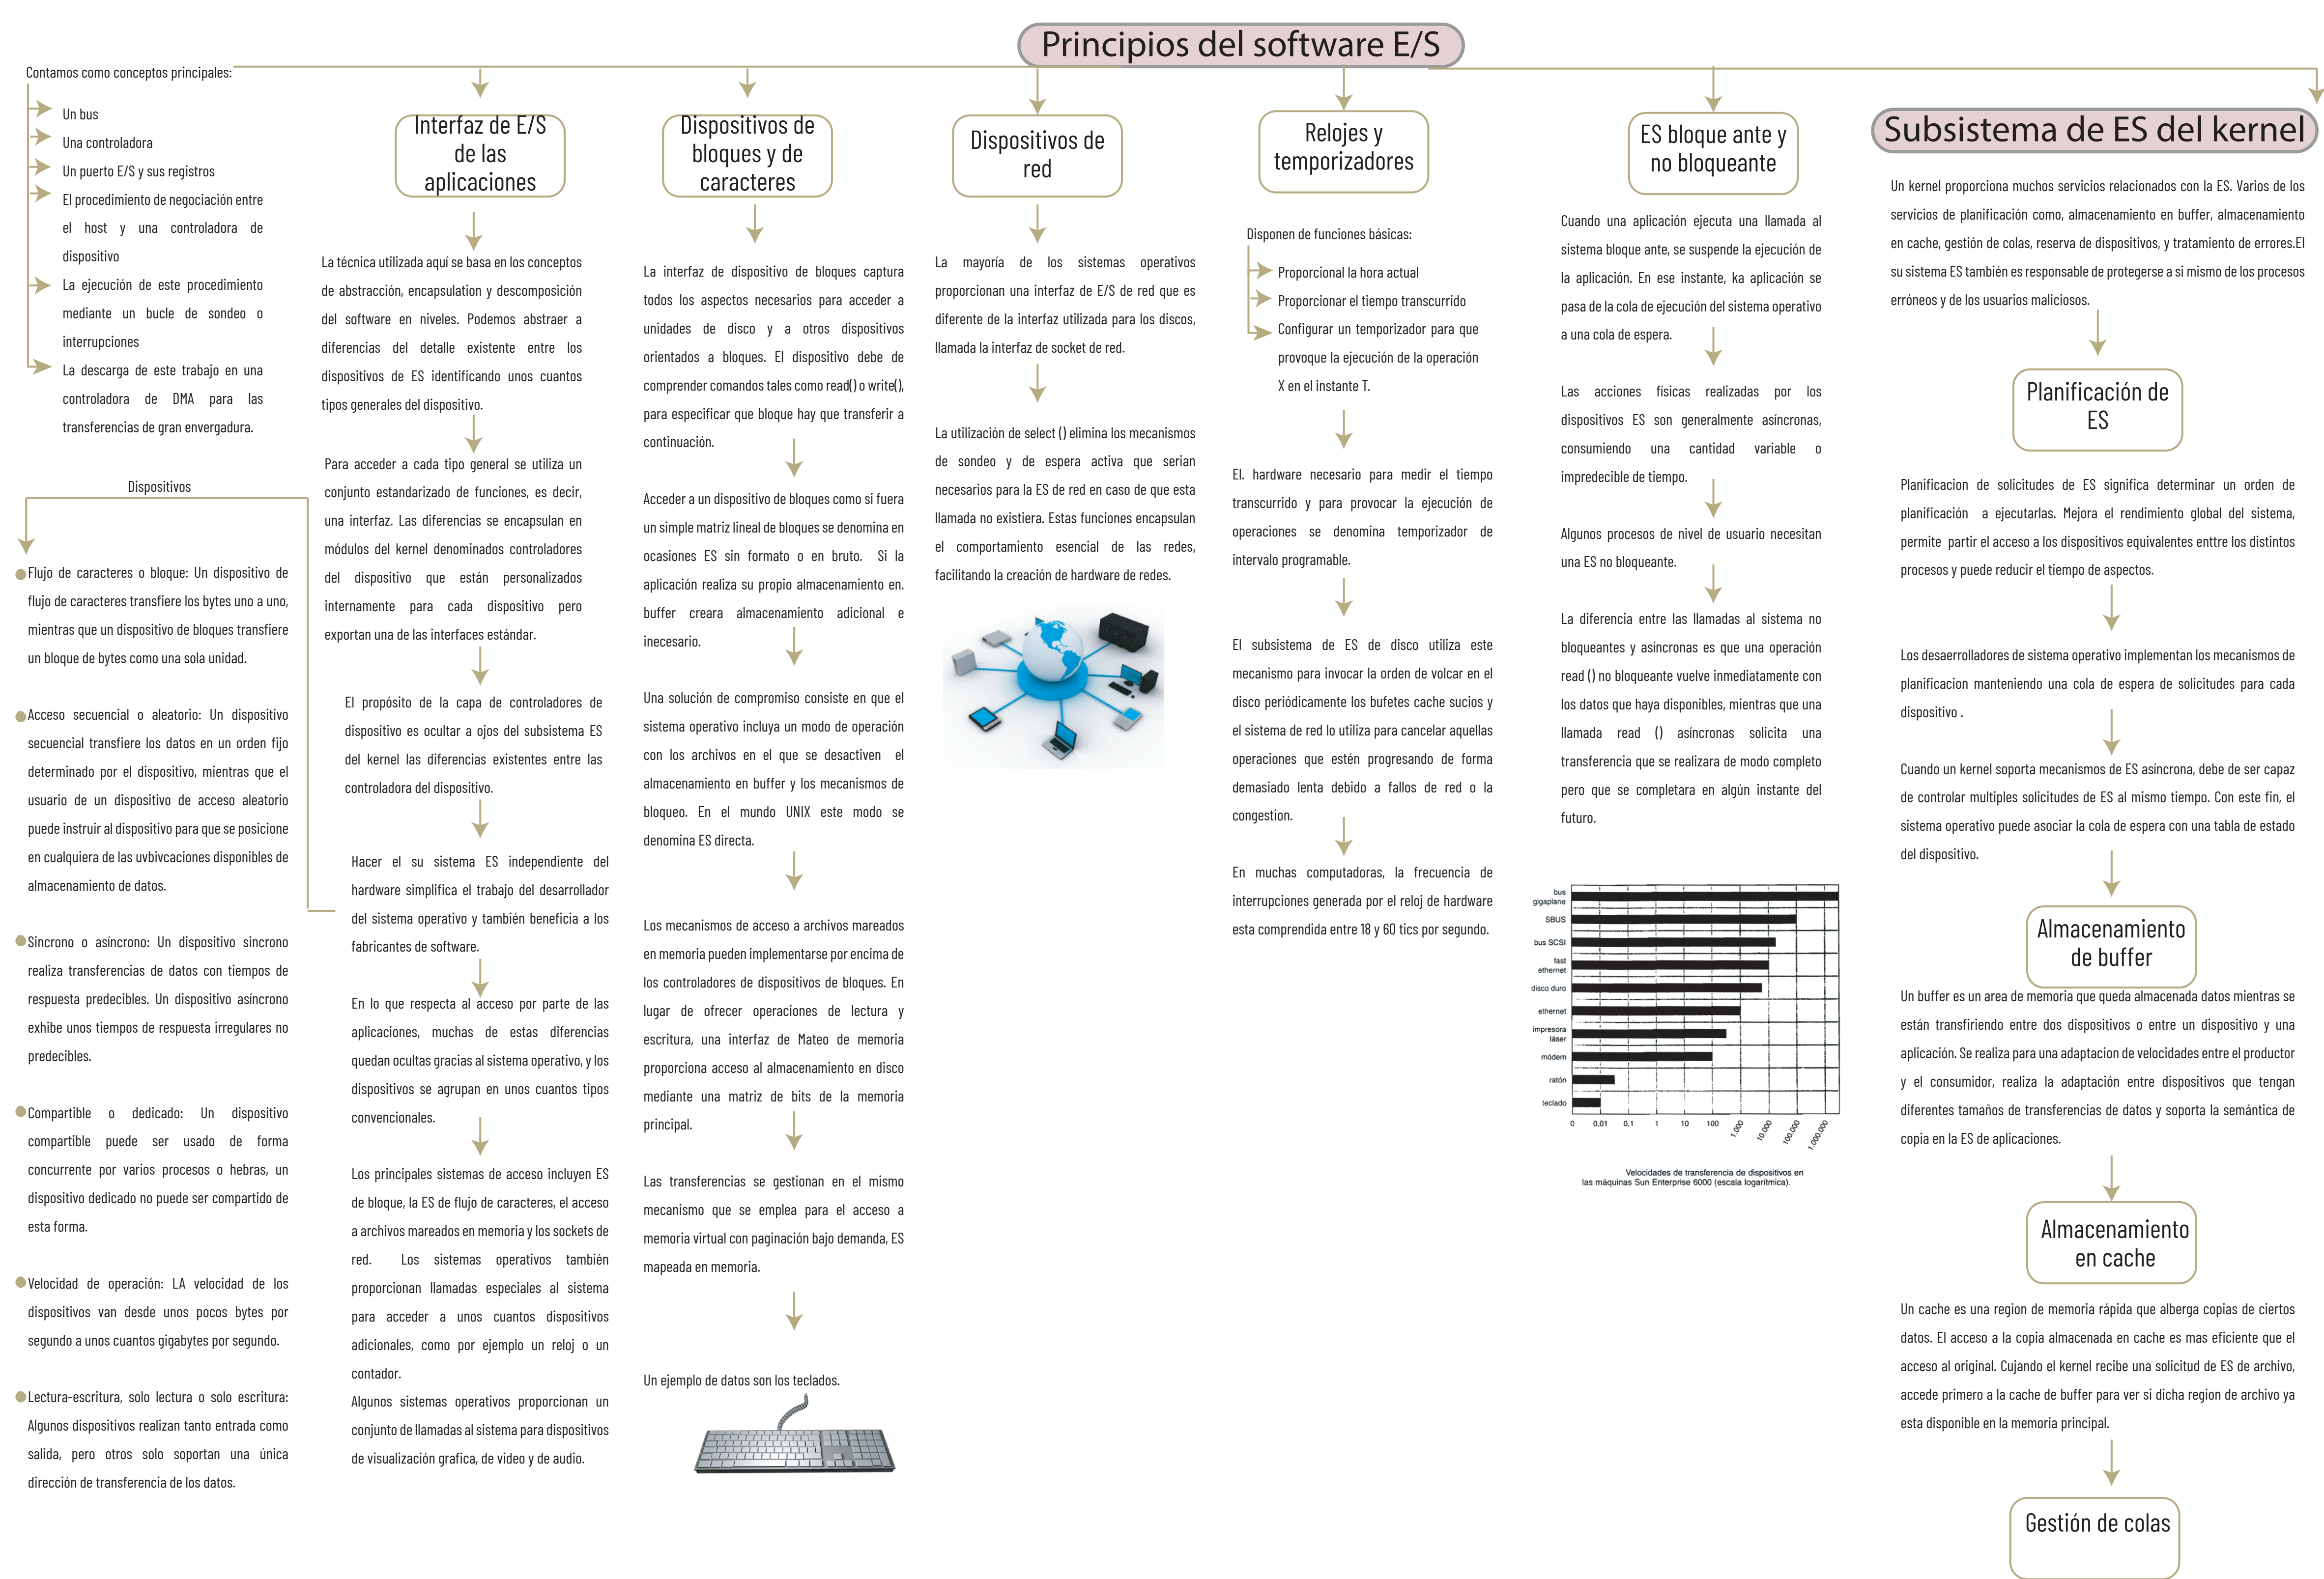 Principios del software E/S
Contamos como conceptos principales:
Un bus
Una controladora
Un puerto E/S y sus registros
El procedimiento de negociación entre
el host y una controladora de
dispositivo
La ejecución de este procedimiento
mediante un bucle de sondeo o
interrupciones
La descarga de este trabajo en una
controladora de DMA para las
transferencias de gran envergadura.
Dispositivos
Flujo de caracteres o bloque: Un dispositivo de
flujo de caracteres transfiere los bytes uno a uno,
mientras que un dispositivo de bloques transfiere
un bloque de bytes como una sola unidad.
Acceso secuencial o aleatorio: Un dispositivo
secuencial transfiere los datos en un orden fijo
determinado por el dispositivo, mientras que el
usuario de un dispositivo de acceso aleatorio
puede instruir al dispositivo para que se posicione
en cualquiera de las uvbivcaciones disponibles de
almacenamiento de datos.
Sincrono o asíncrono: Un dispositivo sincrono
realiza transferencias de datos con tiempos de
respuesta predecibles. Un dispositivo asíncrono
exhibe unos tiempos de respuesta irregulares no
predecibles.
Compartible o dedicado: Un dispositivo
compartible puede ser usado de forma
concurrente por varios procesos o hebras, un
dispositivo dedicado no puede ser compartido de
esta forma.
Velocidad de operación: LA velocidad de los
dispositivos van desde unos pocos bytes por
segundo a unos cuantos gigabytes por segundo.
Lectura-escritura, solo lectura o solo escritura:
Algunos dispositivos realizan tanto entrada como
salida, pero otros solo soportan una única
dirección de transferencia de los datos.
Interfaz de E/S
de las
aplicaciones
La técnica utilizada aquí se basa en los conceptos
de abstracción, encapsulation y descomposición
del software en niveles. Podemos abstraer a
diferencias del detalle existente entre los
dispositivos de ES identificando unos cuantos
tipos generales del dispositivo.
Para acceder a cada tipo general se utiliza un
conjunto estandarizado de funciones, es decir,
una interfaz. Las diferencias se encapsulan en
módulos del kernel denominados controladores
del dispositivo que están personalizados
internamente para cada dispositivo pero
exportan una de las interfaces estándar.
El propósito de la capa de controladores de
dispositivo es ocultar a ojos del subsistema ES
del kernel las diferencias existentes entre las
controladora del dispositivo.
Hacer el su sistema ES independiente del
hardware simplifica el trabajo del desarrollador
del sistema operativo y también beneficia a los
fabricantes de software.
En lo que respecta al acceso por parte de las
aplicaciones, muchas de estas diferencias
quedan ocultas gracias al sistema operativo, y los
dispositivos se agrupan en unos cuantos tipos
convencionales.
Los principales sistemas de acceso incluyen ES
de bloque, la ES de flujo de caracteres, el acceso
a archivos mareados en memoria y los sockets de
red. Los sistemas operativos también
proporcionan llamadas especiales al sistema
para acceder a unos cuantos dispositivos
adicionales, como por ejemplo un reloj o un
contador.
Algunos sistemas operativos proporcionan un
conjunto de llamadas al sistema para dispositivos
de visualización grafica, de video y de audio.
Dispositivos de
bloques y de
caracteres
La interfaz de dispositivo de bloques captura
todos los aspectos necesarios para acceder a
unidades de disco y a otros dispositivos
orientados a bloques. El dispositivo debe de
comprender comandos tales como read() o write(),
para especificar que bloque hay que transferir a
continuación.
Acceder a un dispositivo de bloques como si fuera
un simple matriz lineal de bloques se denomina en
ocasiones ES sin formato o en bruto. Si la
aplicación realiza su propio almacenamiento en.
buffer creara almacenamiento adicional e
inecesario.
Una solución de compromiso consiste en que el
sistema operativo incluya un modo de operación
con los archivos en el que se desactiven el
almacenamiento en buffer y los mecanismos de
bloqueo. En el mundo UNIX este modo se
denomina ES directa.
Los mecanismos de acceso a archivos mareados
en memoria pueden implementarse por encima de
los controladores de dispositivos de bloques. En
lugar de ofrecer operaciones de lectura y
escritura, una interfaz de Mateo de memoria
proporciona acceso al almacenamiento en disco
mediante una matriz de bits de la memoria
principal.
Las transferencias se gestionan en el mismo
mecanismo que se emplea para el acceso a
memoria virtual con paginación bajo demanda, ES
mapeada en memoria.
Un ejemplo de datos son los teclados.
Dispositivos de
red
La mayoría de los sistemas operativos
proporcionan una interfaz de E/S de red que es
diferente de la interfaz utilizada para los discos,
llamada la interfaz de socket de red.
La utilización de select () elimina los mecanismos
de sondeo y de espera activa que serian
necesarios para la ES de red en caso de que esta
llamada no existiera. Estas funciones encapsulan
el comportamiento esencial de las redes,
facilitando la creación de hardware de redes.
Relojes y
temporizadores
Disponen de funciones básicas:
Proporcional la hora actual
Proporcionar el tiempo transcurrido
Configurar un temporizador para que
provoque la ejecución de la operación
X en el instante T.
El. hardware necesario para medir el tiempo
transcurrido y para provocar la ejecución de
operaciones se denomina temporizador de
intervalo programable.
El subsistema de ES de disco utiliza este
mecanismo para invocar la orden de volcar en el
disco periódicamente los bufetes cache sucios y
el sistema de red lo utiliza para cancelar aquellas
operaciones que estén progresando de forma
demasiado lenta debido a fallos de red o la
congestion.
En muchas computadoras, la frecuencia de
interrupciones generada por el reloj de hardware
esta comprendida entre 18 y 60 tics por segundo.
ES bloque ante y
no bloqueante
Cuando una aplicación ejecuta una llamada al
sistema bloque ante, se suspende la ejecución de
la aplicación. En ese instante, ka aplicación se
pasa de la cola de ejecución del sistema operativo
a una cola de espera.
Las acciones físicas realizadas por los
dispositivos ES son generalmente asíncronas,
consumiendo una cantidad variable o
impredecible de tiempo.
Algunos procesos de nivel de usuario necesitan
una ES no bloqueante.
La diferencia entre las llamadas al sistema no
bloqueantes y asíncronas es que una operación
read () no bloqueante vuelve inmediatamente con
los datos que haya disponibles, mientras que una
llamada read () asíncronas solicita una
transferencia que se realizara de modo completo
pero que se completara en algún instante del
futuro.
bus
gigaplane
SBUS
bus SCSI
fast
ethernet
disco duro
ethernet
impresora
láser
módem
ratón
teclado
0 0,01 0,1 1 10 100 1.000 10.000 100.000 1.000.000
Velocidades de transferencia de dispositivos en
las máquinas Sun Enterprise 6000 (escala logarítmica).
Subsistema de ES del kernel
Un kernel proporciona muchos servicios relacionados con la ES. Varios de los
servicios de planificación como, almacenamiento en buffer, almacenamiento
en cache, gestión de colas, reserva de dispositivos, y tratamiento de errores.El
su sistema ES también es responsable de protegerse a si mismo de los procesos
erróneos y de los usuarios maliciosos.
Planificación de
ES
Planificacion de solicitudes de ES significa determinar un orden de
planificación a ejecutarlas. Mejora el rendimiento global del sistema,
permite partir el acceso a los dispositivos equivalentes enttre los distintos
procesos y puede reducir el tiempo de aspectos.
Los desaerrolladores de sistema operativo implementan los mecanismos de
planificacion manteniendo una cola de espera de solicitudes para cada
dispositivo .
Cuando un kernel soporta mecanismos de ES asíncrona, debe de ser capaz
de controlar multiples solicitudes de ES al mismo tiempo. Con este fin, el
sistema operativo puede asociar la cola de espera con una tabla de estado
del dispositivo.
Almacenamiento
de buffer
Un buffer es un area de memoria que queda almacenada datos mientras se
están transfiriendo entre dos dispositivos o entre un dispositivo y una
aplicación. Se realiza para una adaptacion de velocidades entre el productor
y el consumidor, realiza la adaptación entre dispositivos que tengan
diferentes tamaños de transferencias de datos y soporta la semántica de
copia en la ES de aplicaciones.
Almacenamiento
en cache
Un cache es una region de memoria rápida que alberga copias de ciertos
datos. El acceso a la copia almacenada en cache es mas eficiente que el
acceso al original. Cujando el kernel recibe una solicitud de ES de archivo,
accede primero a la cache de buffer para ver si dicha region de archivo ya
esta disponible en la memoria principal.
Gestión de colas